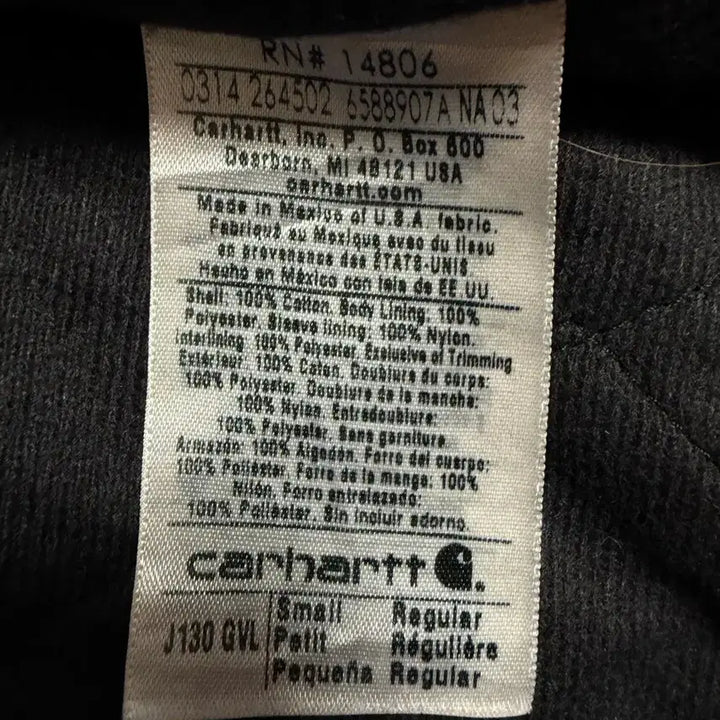 RN# 14806
0314 264502 6588907A NA 03
Carhartt, Inc. P. O. Box 600
Dearborn, MI 48121 USA
carhartt.com
Made in Mexico of U.S.A fabric.
Fabriqué au Mexique avec du tissu
en provenance des ÉTATS-UNIS
Hecho en México con tela de EE.UU.
Shell: 100% Cotton, Body Lining: 100%
Polyester, Sleeve lining: 100% Nylon,
Interlining: 100% Polyester, Exclusive of Trimming
Extérieur: 100% Coton, Doublure du corps:
100% Polyester, Doublure de la manche:
100% Nylon, Entredoublure:
100% Polyester, Sans garniture.
Armazón: 100% Algodón, Forro del cuerpo:
100% Poliéster, Forro de la manga: 100%
Nilón, Forro entrelazado:
100% Poliéster, Sin incluir adorno.
carhartt
J130 GVL
Small Regular
Petit Régulière
Pequeña Regular